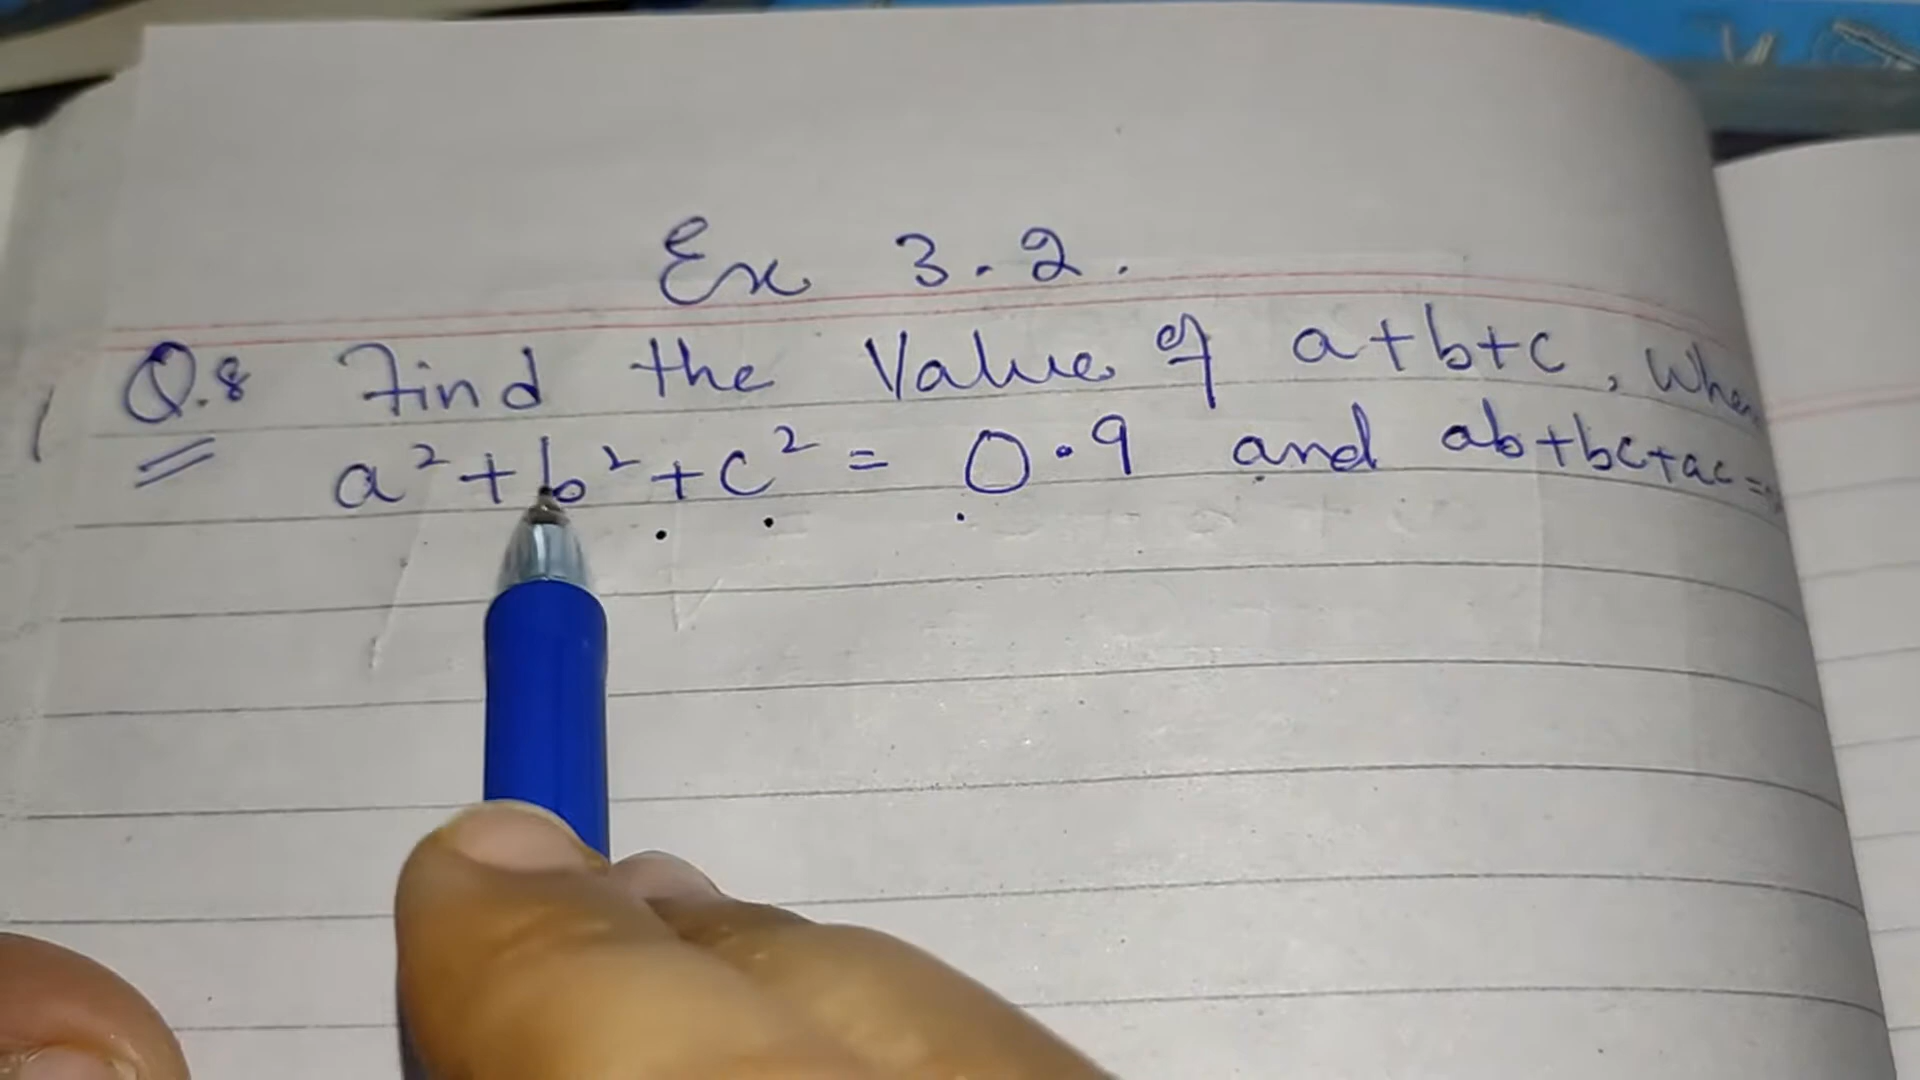 Ex 3.2.
Q.8 Find the Value of a+b+c, When
a²+b²+c² = 0.9 and ab+bc+ac =